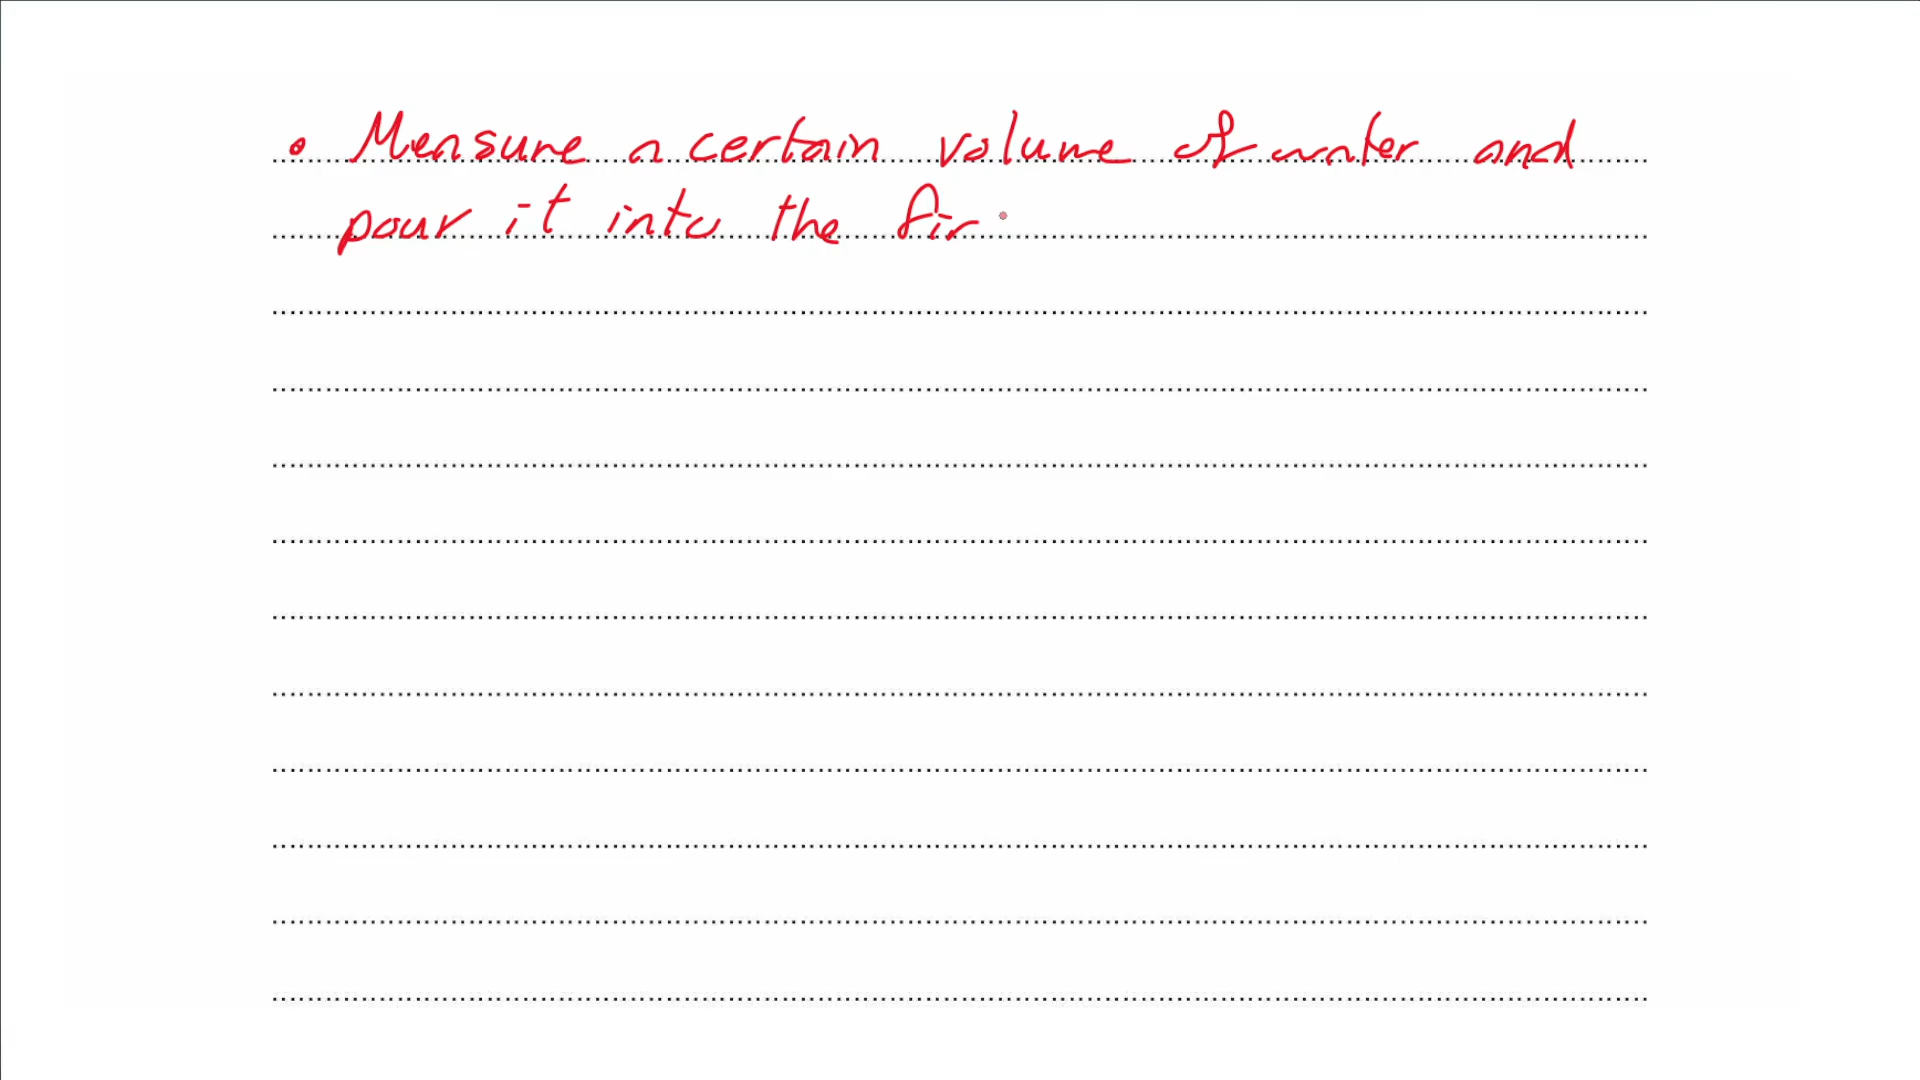 • Measure a certain volume of water and
pour it into the fir